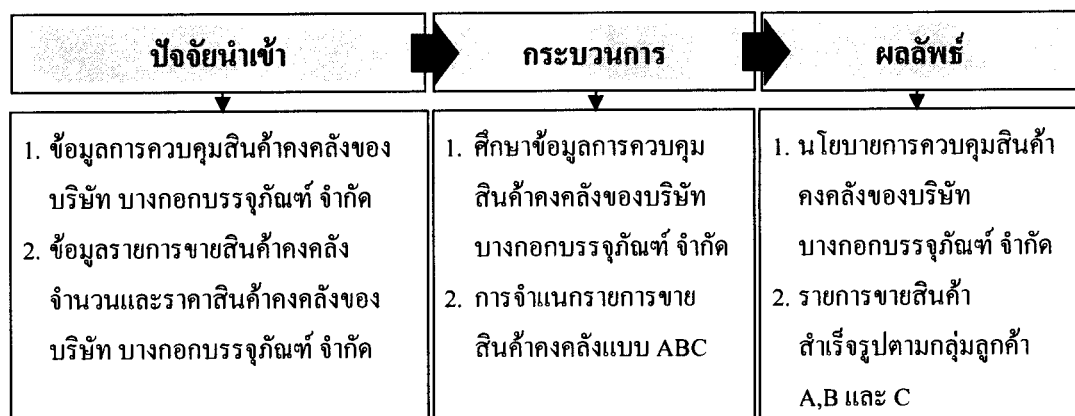 ปัจจัยนำเข้า
กระบวนการ
ผลลัพธ์
1. ข้อมูลการควบคุมสินค้าคงคลังของ
บริษัท บางกอกบรรจุภัณฑ์ จำกัด
2. ข้อมูลรายการขายสินค้าคงคลัง
จำนวนและราคาสินค้าคงคลังของ
บริษัท บางกอกบรรจุภัณฑ์ จำกัด
1. ศึกษาข้อมูลการควบคุม
สินค้าคงคลังของบริษัท
บางกอกบรรจุภัณฑ์ จำกัด
2. การจำแนกรายการขาย
สินค้าคงคลังแบบ ABC
1. นโยบายการควบคุมสินค้า
คงคลังของบริษัท
บางกอกบรรจุภัณฑ์ จำกัด
2. รายการขายสินค้า
สำเร็จรูปตามกลุ่มลูกค้า
A,B และ C